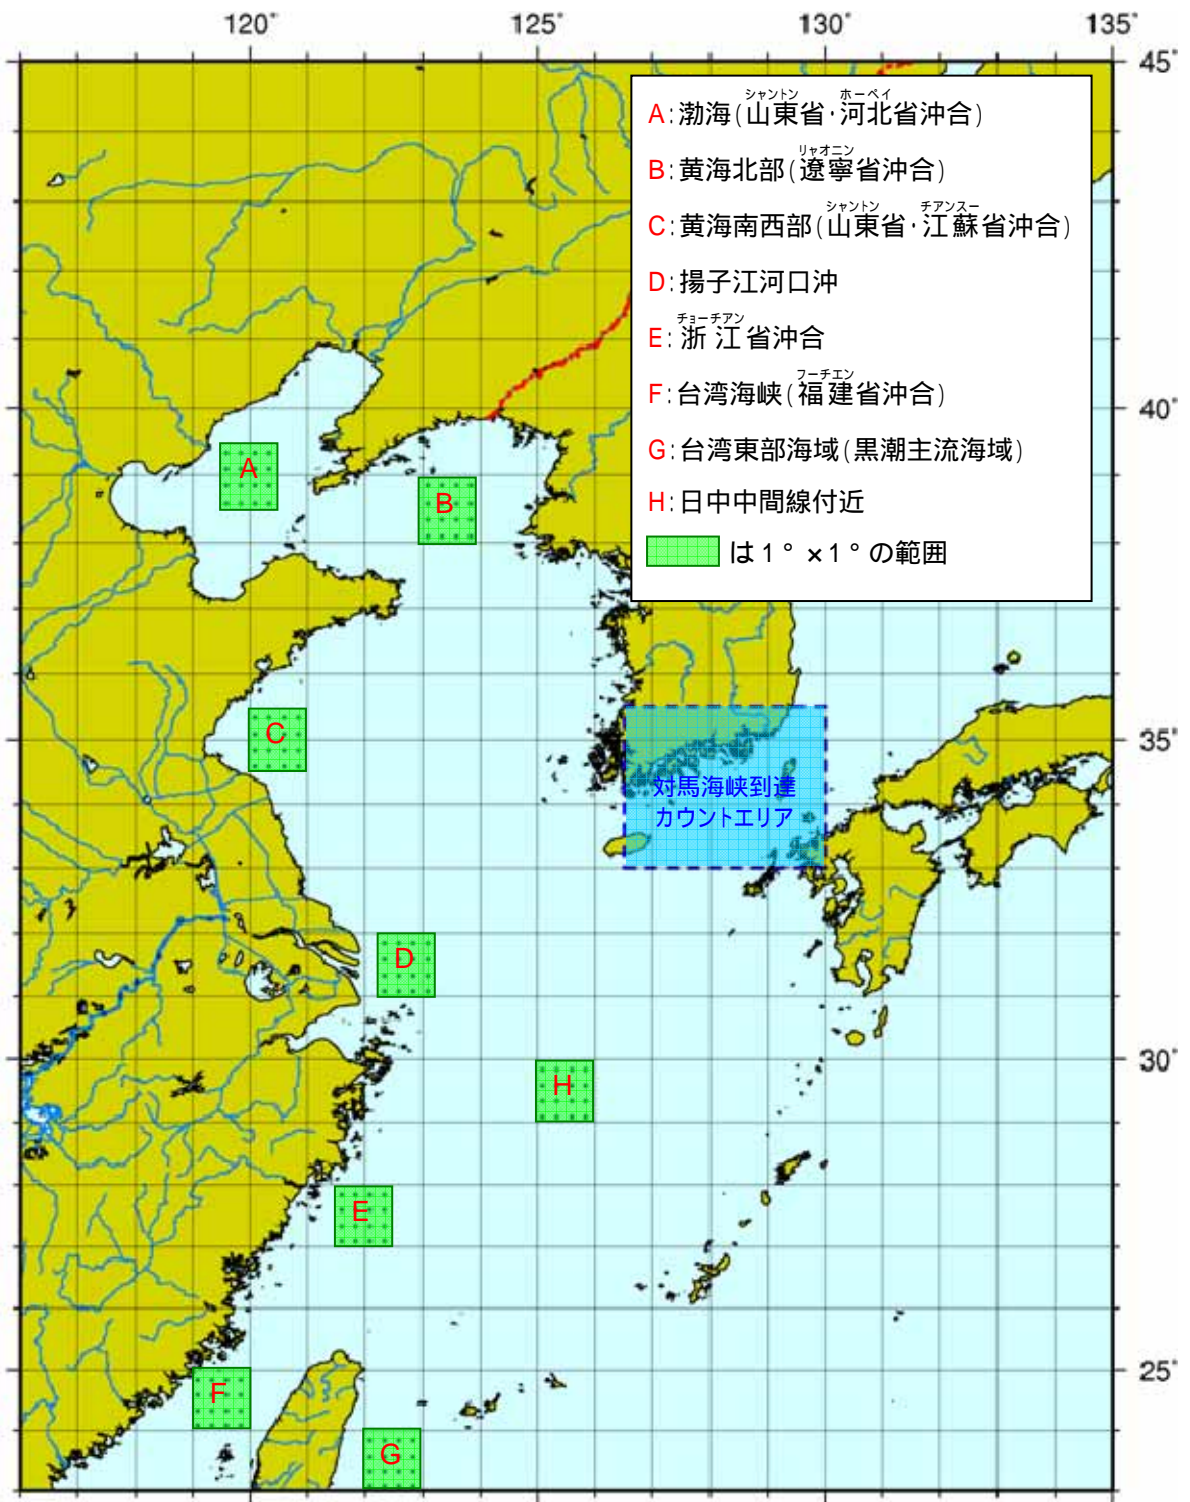 120° 125° 130° 135°
45°
シャントン ホーペイ
A:渤海(山東省・河北省沖合)
リャオニン
B:黄海北部(遼寧省沖合)
シャントン チアンスー
C:黄海南西部(山東省・江蘇省沖合)
D:揚子江河口沖
チョーチアン
E:浙江省沖合
フーチエン
F:台湾海峡(福建省沖合)
G:台湾東部海域(黒潮主流海域)
H:日中中間線付近
は1°×1°の範囲
40°
A
B
C
35°
対馬海峡到達
カウントエリア
D
30°
H
E
25°
F
G